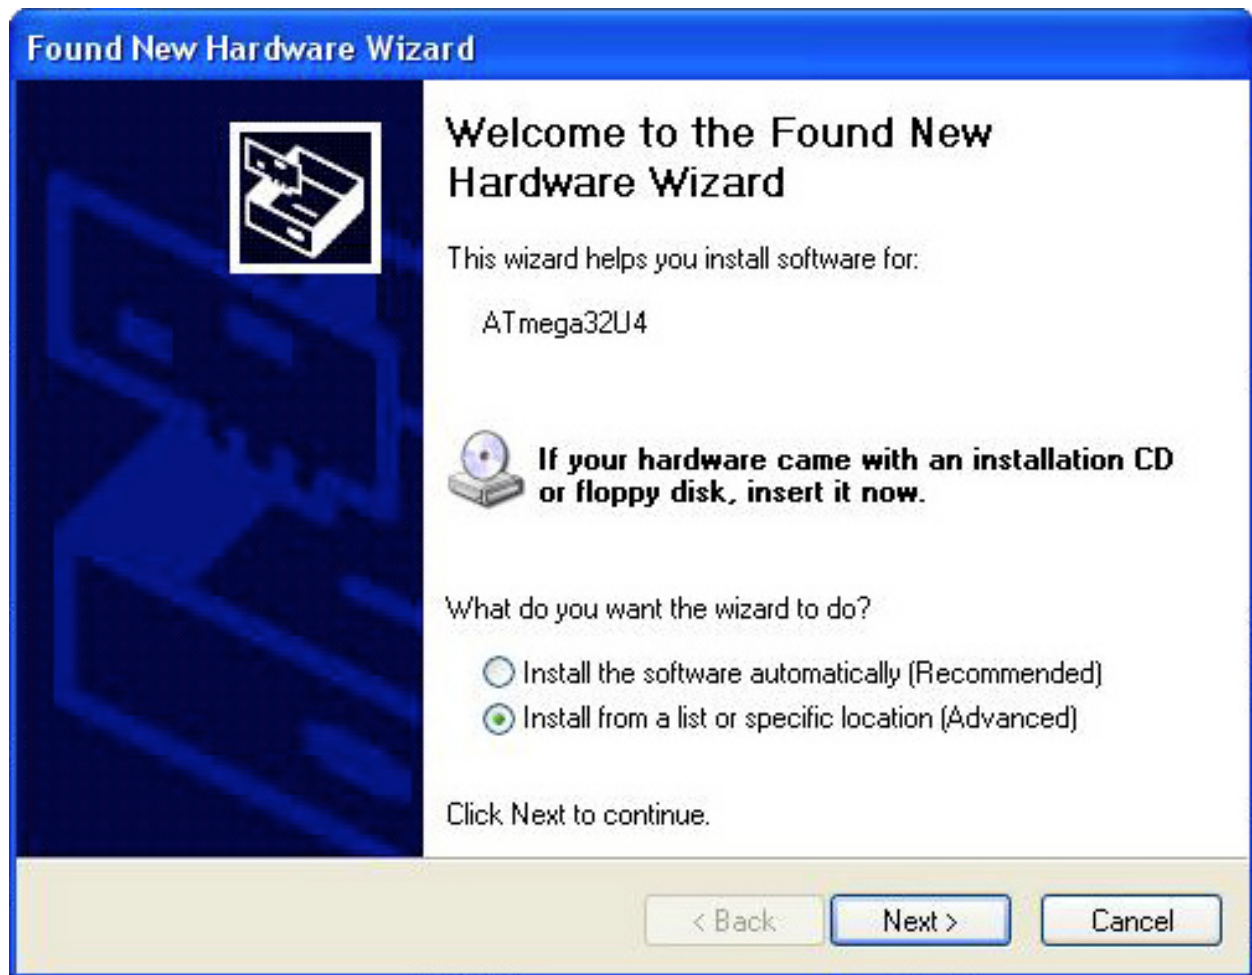 Found New Hardware Wizard
Welcome to the Found New
Hardware Wizard
This wizard helps you install software for:
ATmega32U4
If your hardware came with an installation CD
or floppy disk, insert it now.
What do you want the wizard to do?
Install the software automatically (Recommended)
Install from a list or specific location (Advanced)
Click Next to continue.
< Back
Next >
Cancel